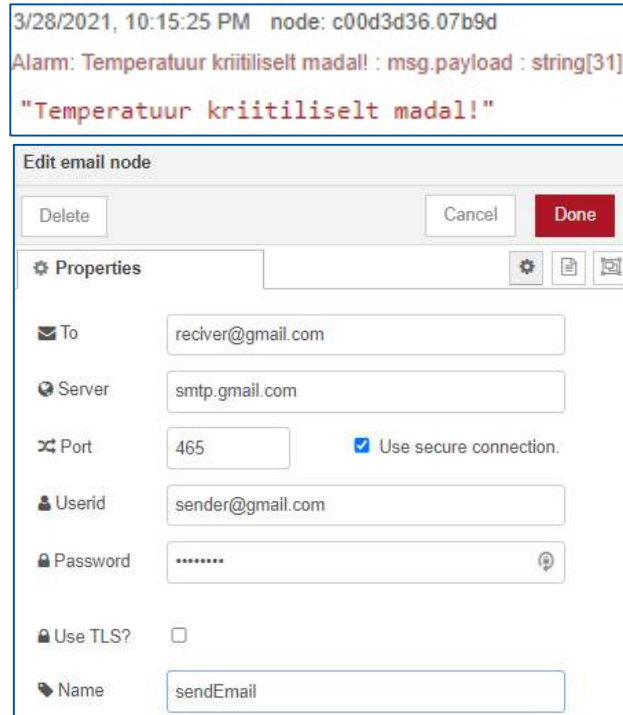 3/28/2021, 10:15:25 PM node: c00d3d36.07b9d
Alarm: Temperatuur kriitiliselt madal! : msg.payload : string[31]
"Temperatuur kriitiliselt madal!"
Edit email node
Delete Cancel Done
Properties
To reciver@gmail.com
Server smtp.gmail.com
Port 465 Use secure connection.
Userid sender@gmail.com
Password ••••••••
Use TLS?
Name sendEmail